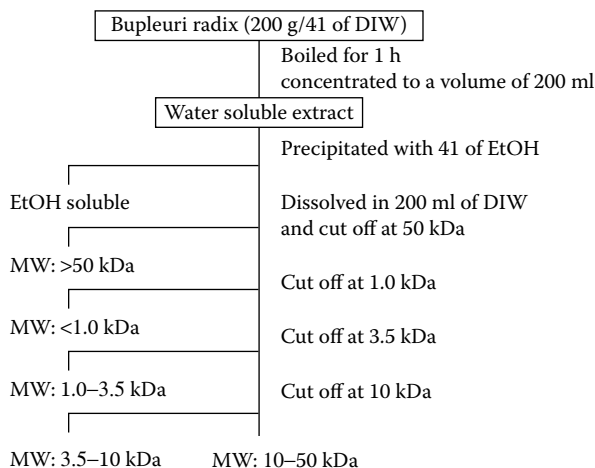 Bupleuri radix (200 g/41 of DIW)
Boiled for 1 h
concentrated to a volume of 200 ml
Water soluble extract
Precipitated with 41 of EtOH
EtOH soluble
Dissolved in 200 ml of DIW
and cut off at 50 kDa
MW: >50 kDa
Cut off at 1.0 kDa
MW: <1.0 kDa
Cut off at 3.5 kDa
MW: 1.0–3.5 kDa
Cut off at 10 kDa
MW: 3.5–10 kDa
MW: 10–50 kDa